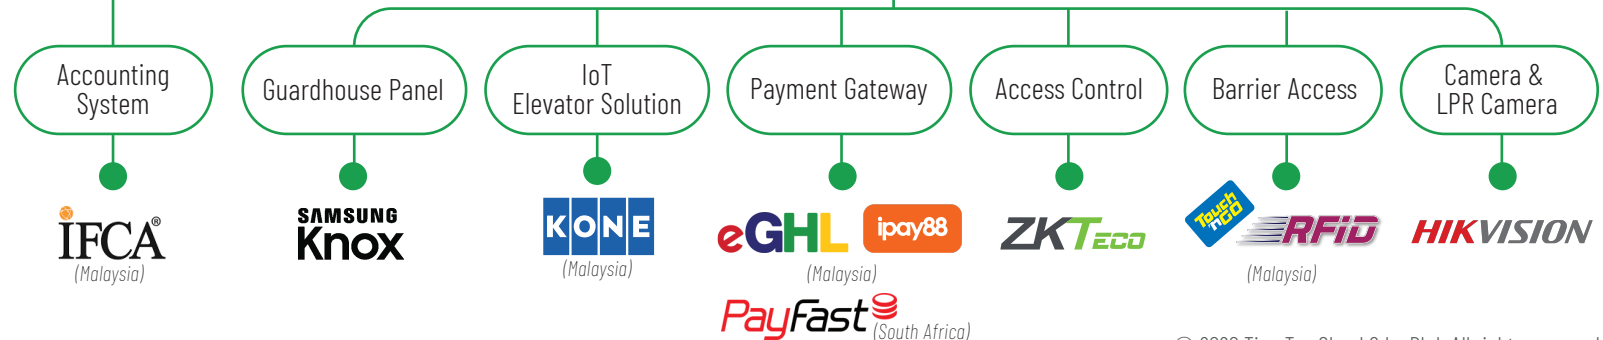 Accounting
System
Guardhouse Panel
IoT
Elevator Solution
Payment Gateway
Access Control
Barrier Access
Camera &
LPR Camera
IFCA®
(Malaysia)
SAMSUNG
Knox
KONE
(Malaysia)
eGHL
ipay88
(Malaysia)
PayFast
(South Africa)
ZKTECO
Touch
'n GO
RFiD
(Malaysia)
HIKVISION